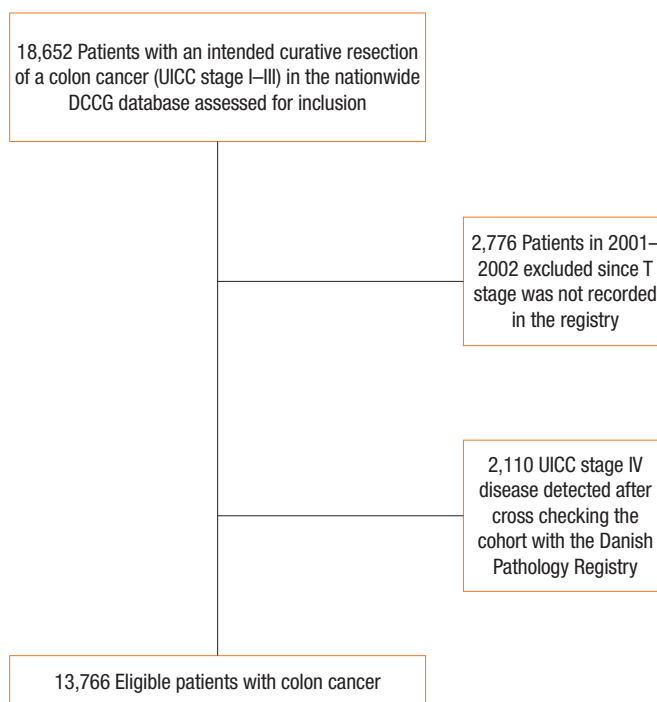 18,652 Patients with an intended curative resection
of a colon cancer (UICC stage I–III) in the nationwide
DCCG database assessed for inclusion
2,776 Patients in 2001–
2002 excluded since T
stage was not recorded
in the registry
2,110 UICC stage IV
disease detected after
cross checking the
cohort with the Danish
Pathology Registry
13,766 Eligible patients with colon cancer